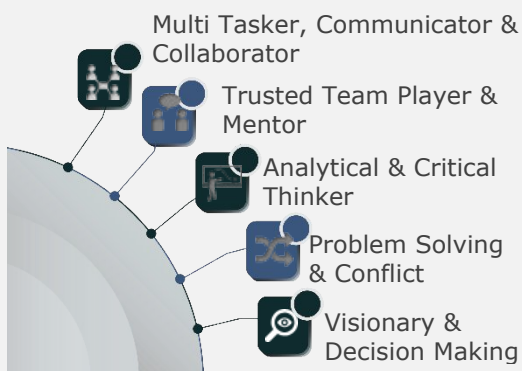 Multi Tasker, Communicator &
Collaborator
Trusted Team Player &
Mentor
Analytical & Critical
Thinker
Problem Solving
& Conflict
Visionary &
Decision Making